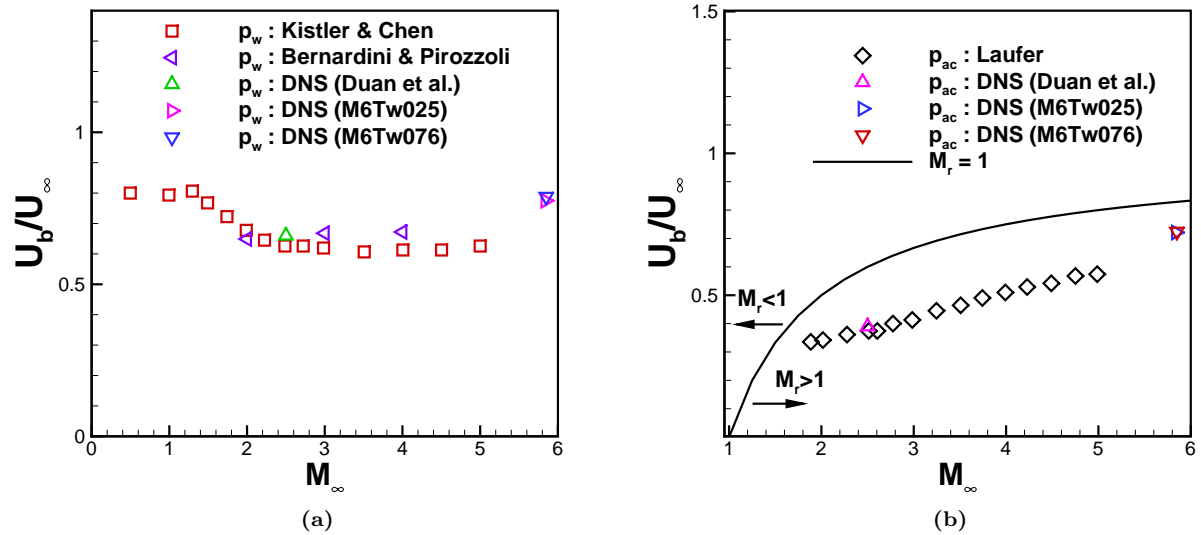 p_w : Kistler & Chen
p_w : Bernardini & Pirozzoli
p_w : DNS (Duan et al.)
p_w : DNS (M6Tw025)
p_w : DNS (M6Tw076)
U_b/U_∞
1
0.5
0
0 1 2 3 4 5 6
M_∞
(a)
p_ac : Laufer
p_ac : DNS (Duan et al.)
p_ac : DNS (M6Tw025)
p_ac : DNS (M6Tw076)
M_r = 1
U_b/U_∞
1.5
1
0.5
0
M_r<1
M_r>1
1 2 3 4 5 6
M_∞
(b)